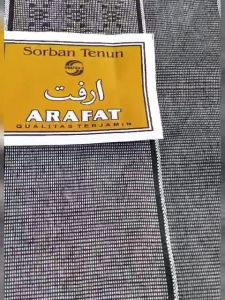 Sorban Tenun
ارفت
ARAFAT
QUALITAS TERJAMIN